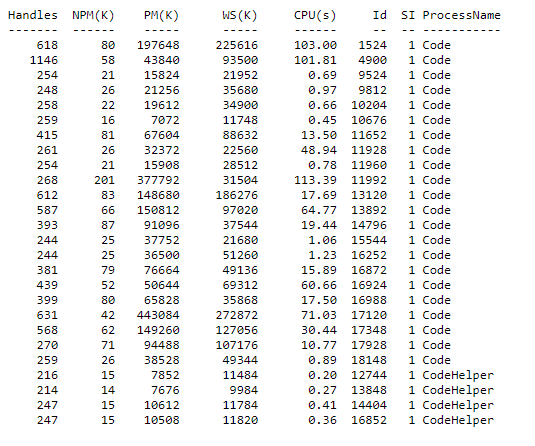 Handles NPM(K) PM(K) WS(K) CPU(s) Id SI ProcessName
------- ------ ----- ----- ------ -- -- -----------
618 80 197648 225616 103.00 1524 1 Code
1146 58 43840 93500 101.81 4900 1 Code
254 21 15824 21952 0.69 9524 1 Code
248 26 21256 35680 0.97 9812 1 Code
258 22 19612 34900 0.66 10204 1 Code
259 16 7072 11748 0.45 10676 1 Code
415 81 67604 88632 13.50 11652 1 Code
261 26 32372 22560 48.94 11928 1 Code
254 21 15908 28512 0.78 11960 1 Code
268 201 377792 31504 113.39 11992 1 Code
612 83 148680 186276 17.69 13120 1 Code
587 66 150812 97020 64.77 13892 1 Code
393 87 91096 37544 19.44 14796 1 Code
244 25 37752 21680 1.06 15544 1 Code
244 25 36500 51260 1.23 16252 1 Code
381 79 76664 49136 15.89 16872 1 Code
439 52 50644 69312 60.66 16924 1 Code
399 80 65828 35868 17.50 16988 1 Code
631 42 443084 272872 71.03 17120 1 Code
568 62 149260 127056 30.44 17348 1 Code
270 71 94488 107176 10.77 17928 1 Code
259 26 38528 49344 0.89 18148 1 Code
216 15 7852 11484 0.20 12744 1 CodeHelper
214 14 7676 9984 0.27 13848 1 CodeHelper
247 15 10612 11784 0.41 14404 1 CodeHelper
247 15 10508 11820 0.36 16852 1 CodeHelper